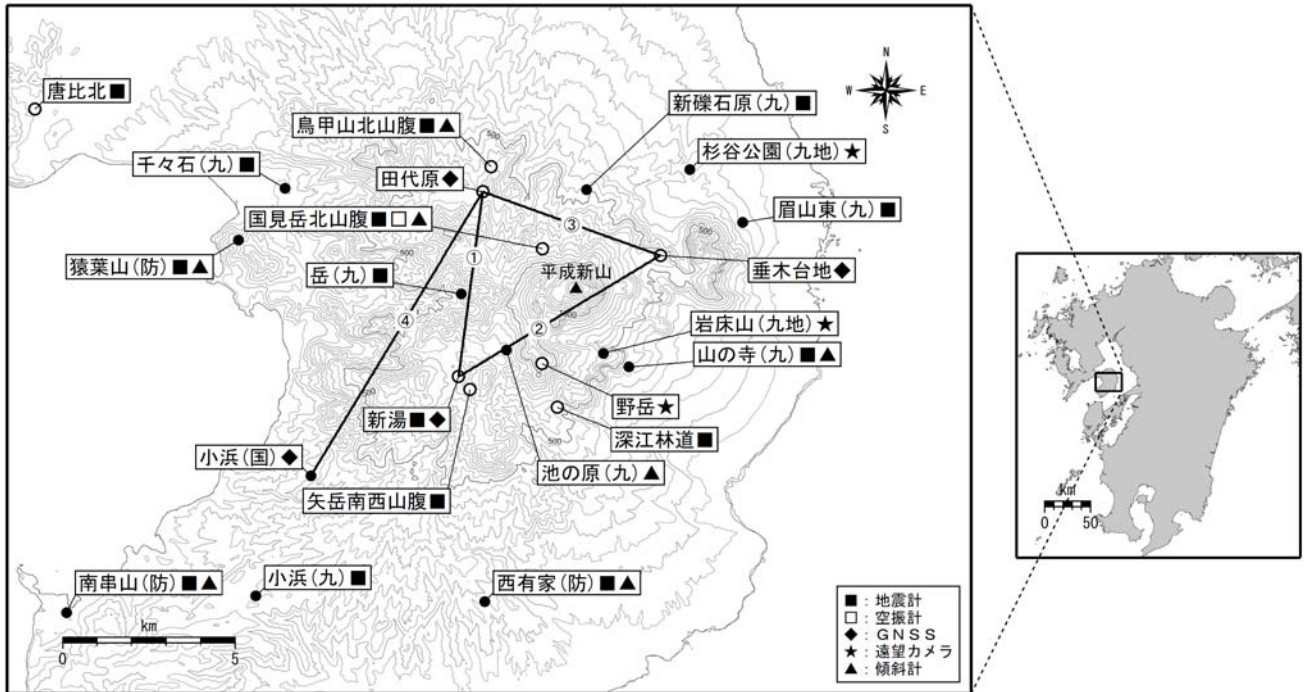 N
W E
S
唐比北■
鳥甲山北山腹■▲
新礫石原(九)■
千々石(九)■
田代原◆
杉谷公園(九地)★
国見岳北山腹■□▲
眉山東(九)■
猿葉山(防)■▲
①
③
岳(九)■
平成新山
垂木台地◆
④
②
岩床山(九地)★
山の寺(九)■▲
新湯■◆
野岳★
深江林道■
小浜(国)◆
池の原(九)▲
矢岳南西山腹■
南串山(防)■▲
小浜(九)■
西有家(防)■▲
km
0 5
■:地震計
□:空振計
◆:GNSS
★:遠望カメラ
▲:傾斜計
500
500
500
500
500
km
0 50